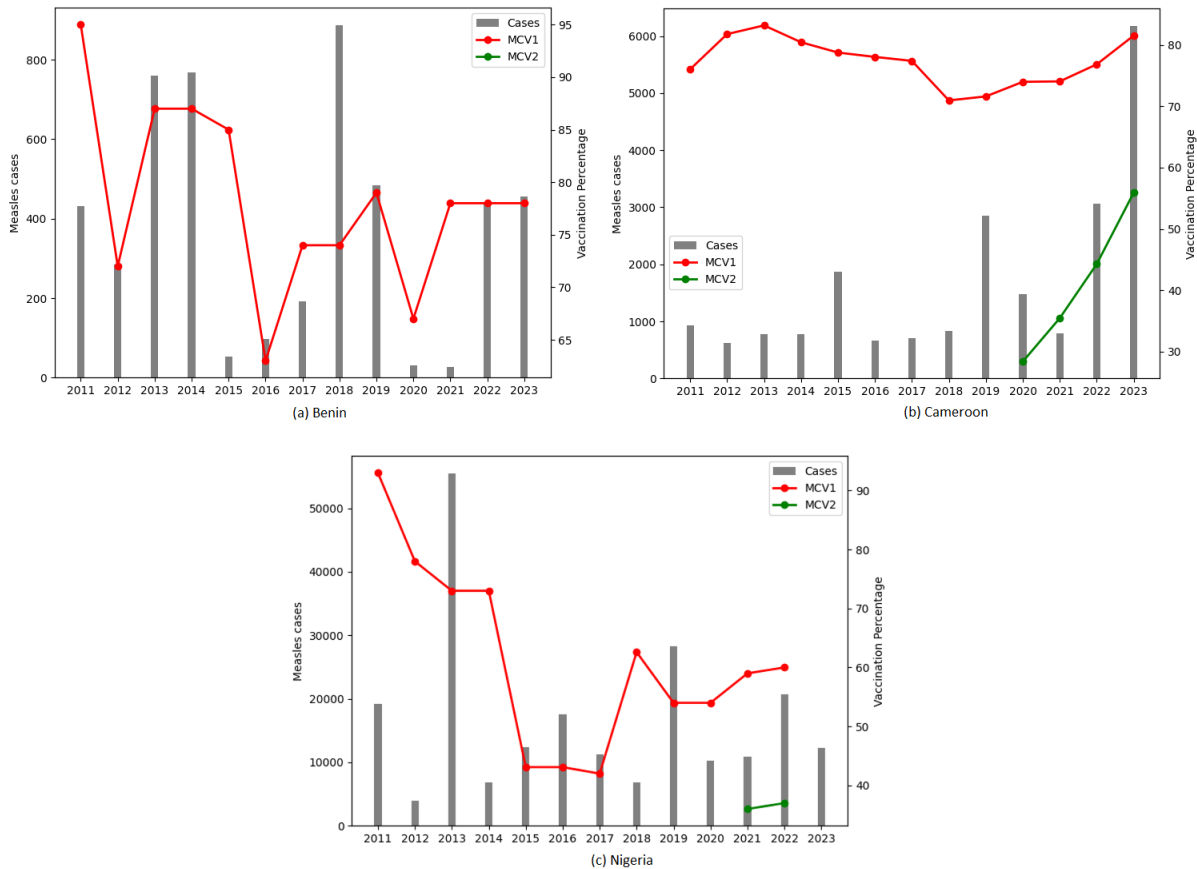 Cases
MCV1
MCV2
Measles cases
800
600
400
200
0
95
90
85
80
75
70
65
Vaccination Percentage
2011 2012 2013 2014 2015 2016 2017 2018 2019 2020 2021 2022 2023
(a) Benin
Cases
MCV1
MCV2
Measles cases
6000
5000
4000
3000
2000
1000
0
80
70
60
50
40
30
Vaccination Percentage
2011 2012 2013 2014 2015 2016 2017 2018 2019 2020 2021 2022 2023
(b) Cameroon
Cases
MCV1
MCV2
Measles cases
50000
40000
30000
20000
10000
0
90
80
70
60
50
40
Vaccination Percentage
2011 2012 2013 2014 2015 2016 2017 2018 2019 2020 2021 2022 2023
(c) Nigeria